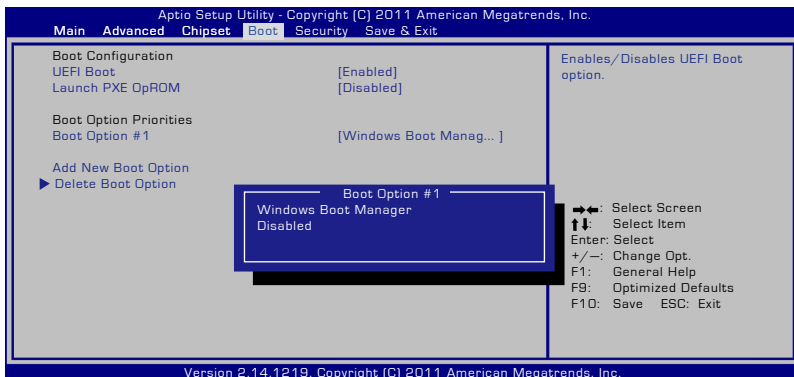 Aptio Setup Utility - Copyright (C) 2011 American Megatrends, Inc.
Main Advanced Chipset Boot Security Save & Exit
Boot Configuration
UEFI Boot [Enabled]
Launch PXE OpROM [Disabled]
Boot Option Priorities
Boot Option #1 [Windows Boot Manag... ]
Add New Boot Option
Delete Boot Option
Boot Option #1
Windows Boot Manager
Disabled
Enables/Disables UEFI Boot
option.
→←: Select Screen
↑↓: Select Item
Enter: Select
+/—: Change Opt.
F1: General Help
F9: Optimized Defaults
F10: Save ESC: Exit
Version 2.14.1219. Copyright (C) 2011 American Megatrends, Inc.